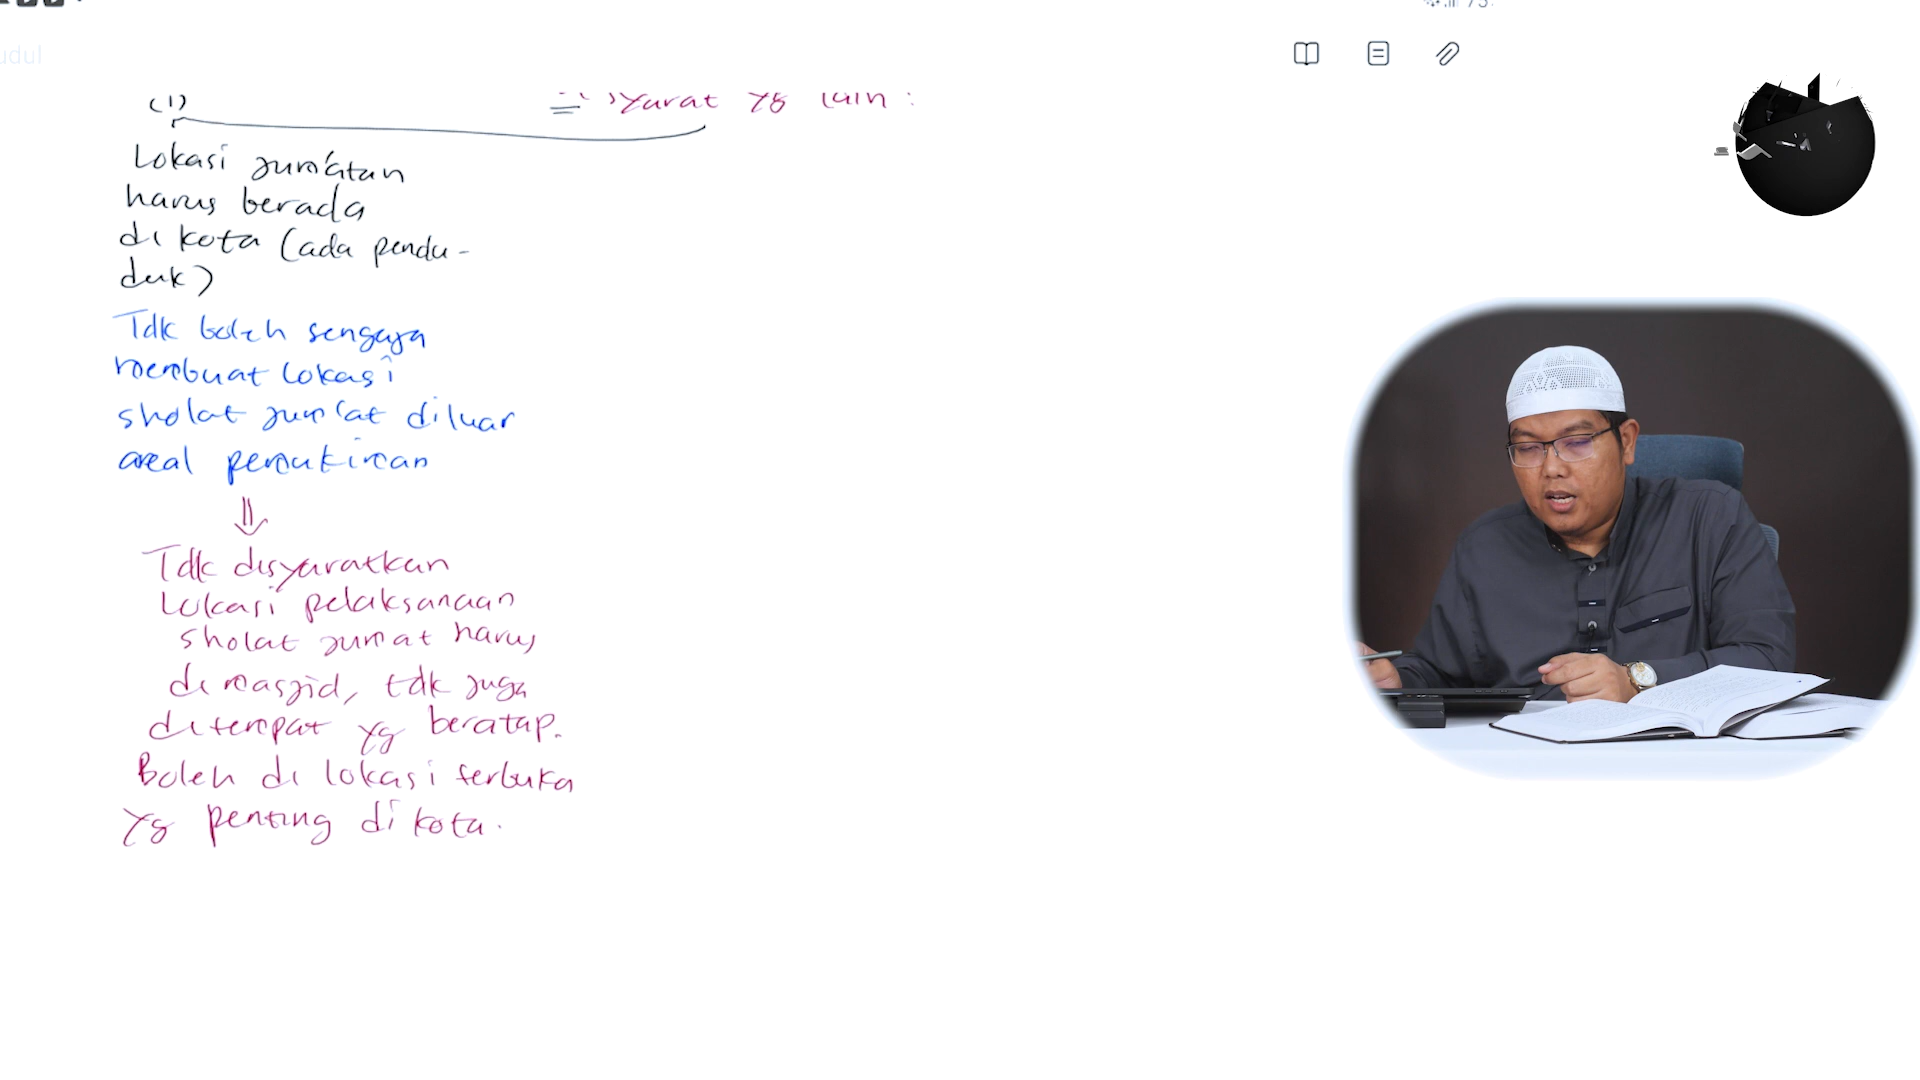 udul
(1)
syarat yg lain :
Lokasi Jum'atan
harus berada
di kota (ada pendu-
duk)
Tdk boleh sengaja
membuat lokasi
sholat jum'at diluar
areal pemukiman
Tdk disyaratkan
Lokasi pelaksanaan
sholat jumat harus
di masjid, tdk juga
ditempat yg beratap.
Boleh di lokasi terbuka
yg penting di kota.